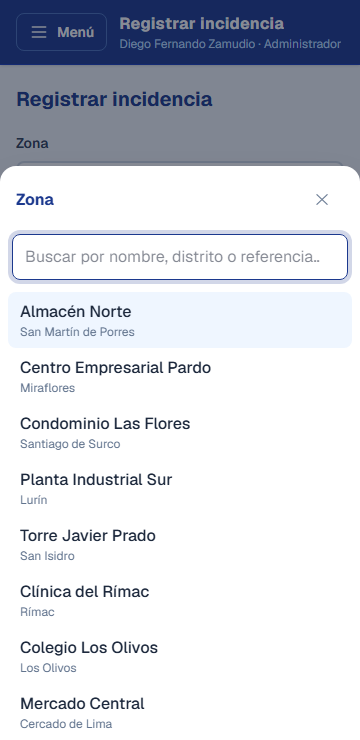 Menú
Registrar incidencia
Diego Fernando Zamudio · Administrador
Registrar incidencia
Zona
Zona
Buscar por nombre, distrito o referencia..
Almacén Norte
San Martín de Porres
Centro Empresarial Pardo
Miraflores
Condominio Las Flores
Santiago de Surco
Planta Industrial Sur
Lurín
Torre Javier Prado
San Isidro
Clínica del Rímac
Rímac
Colegio Los Olivos
Los Olivos
Mercado Central
Cercado de Lima